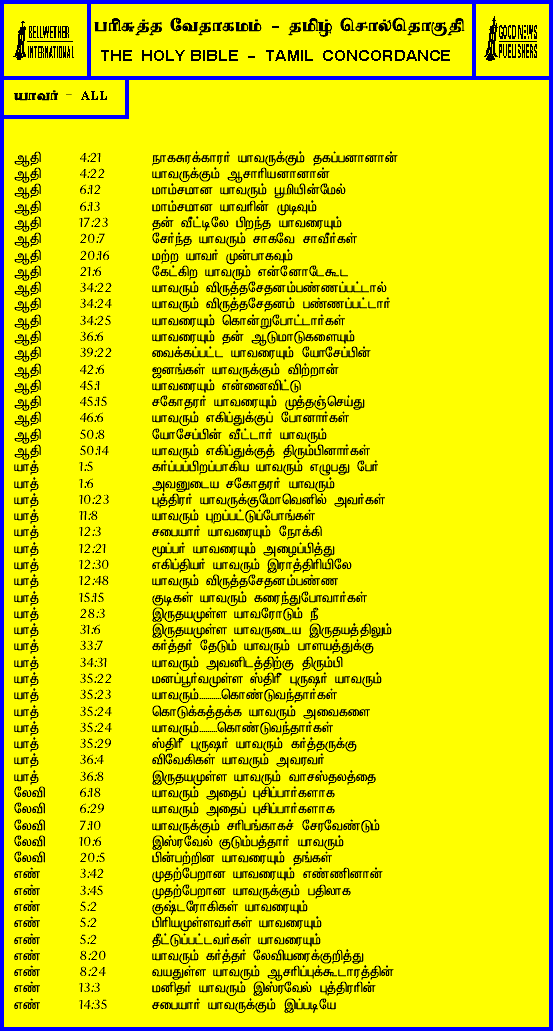 BELLWETHER INTERNATIONAL
பரிசுத்த வேதாகமம் - தமிழ் சொல்தொகுதி
THE HOLY BIBLE - TAMIL CONCORDANCE
GOOD NEWS PUBLISHERS
யாவர் - ALL
ஆதி 4:21 நாகசுரக்காரர் யாவருக்கும் தகப்பனானான்
ஆதி 4:22 யாவருக்கும் ஆசாரியனானான்
ஆதி 6:12 மாம்சமான யாவரும் பூமியின்மேல்
ஆதி 6:13 மாம்சமான யாவரின் முடிவும்
ஆதி 17:23 தன் வீட்டிலே பிறந்த யாவரையும்
ஆதி 20:7 சேர்ந்த யாவரும் சாகவே சாவீர்கள்
ஆதி 20:16 மற்ற யாவர் முன்பாகவும்
ஆதி 21:6 கேட்கிற யாவரும் என்னோடேகூட
ஆதி 34:22 யாவரும் விருத்தசேதனம்பண்ணப்பட்டால்
ஆதி 34:24 யாவரும் விருத்தசேதனம் பண்ணப்பட்டார்
ஆதி 34:25 யாவரையும் கொன்றுபோட்டார்கள்
ஆதி 36:6 யாவரையும் தன் ஆடுமாடுகளையும்
ஆதி 39:22 வைக்கப்பட்ட யாவரையும் யோசேப்பின்
ஆதி 42:6 ஜனங்கள் யாவருக்கும் விற்றான்
ஆதி 45:1 யாவரையும் என்னைவிட்டு
ஆதி 45:15 சகோதரர் யாவரையும் முத்தஞ்செய்து
ஆதி 46:6 யாவரும் எகிப்துக்குப் போனார்கள்
ஆதி 50:8 யோசேப்பின் வீட்டார் யாவரும்
ஆதி 50:14 யாவரும் எகிப்துக்குத் திரும்பினார்கள்
யாத் 1:5 கர்ப்பப்பிறப்பாகிய யாவரும் எழுபது பேர்
யாத் 1:6 அவனுடைய சகோதரர் யாவரும்
யாத் 10:23 புத்திரர் யாவருக்குமோவெனில் அவர்கள்
யாத் 11:8 யாவரும் புறப்பட்டுப்போங்கள்
யாத் 12:3 சபையார் யாவரையும் நோக்கி
யாத் 12:21 மூப்பர் யாவரையும் அழைப்பித்து
யாத் 12:30 எகிப்தியர் யாவரும் இராத்திரியிலே
யாத் 12:48 யாவரும் விருத்தசேதனம்பண்ண
யாத் 15:15 குடிகள் யாவரும் கரைந்துபோவார்கள்
யாத் 28:3 இருதயமுள்ள யாவரோடும் நீ
யாத் 31:6 இருதயமுள்ள யாவருடைய இருதயத்திலும்
யாத் 33:7 கர்த்தர் தேடும் யாவரும் பாளயத்துக்கு
யாத் 34:31 யாவரும் அவனிடத்திற்கு திரும்பி
யாத் 35:22 மனப்பூர்வமுள்ள ஸ்திரீ புருஷர் யாவரும்
யாத் 35:23 யாவரும்..........கொண்டுவந்தார்கள்
யாத் 35:24 கொடுக்கத்தக்க யாவரும் அவைகளை
யாத் 35:24 யாவரும்........கொண்டுவந்தார்கள்
யாத் 35:29 ஸ்திரீ புருஷர் யாவரும் கர்த்தருக்கு
யாத் 36:4 விவேகிகள் யாவரும் அவரவர்
யாத் 36:8 இருதயமுள்ள யாவரும் வாசஸ்தலத்தை
லேவி 6:18 யாவரும் அதைப் புசிப்பார்களாக
லேவி 6:29 யாவரும் அதைப் புசிப்பார்களாக
லேவி 7:10 யாவருக்கும் சரிபங்காகச் சேரவேண்டும்
லேவி 10:6 இஸ்ரவேல் குடும்பத்தார் யாவரும்
லேவி 20:5 பின்பற்றின யாவரையும் தங்கள்
எண் 3:42 முதற்பேறான யாவரையும் எண்ணினான்
எண் 3:45 முதற்பேறான யாவருக்கும் பதிலாக
எண் 5:2 குஷ்டரோகிகள் யாவரையும்
எண் 5:2 பிரியமுள்ளவர்கள் யாவரையும்
எண் 5:2 தீட்டுப்பட்டவர்கள் யாவரையும்
எண் 8:20 யாவரும் கர்த்தர் லேவியரைக்குறித்து
எண் 8:24 வயதுள்ள யாவரும் ஆசரிப்புக்கூடாரத்தின்
எண் 13:3 மனிதர் யாவரும் இஸ்ரவேல் புத்திரரின்
எண் 14:35 சபையார் யாவருக்கும் இப்படியே